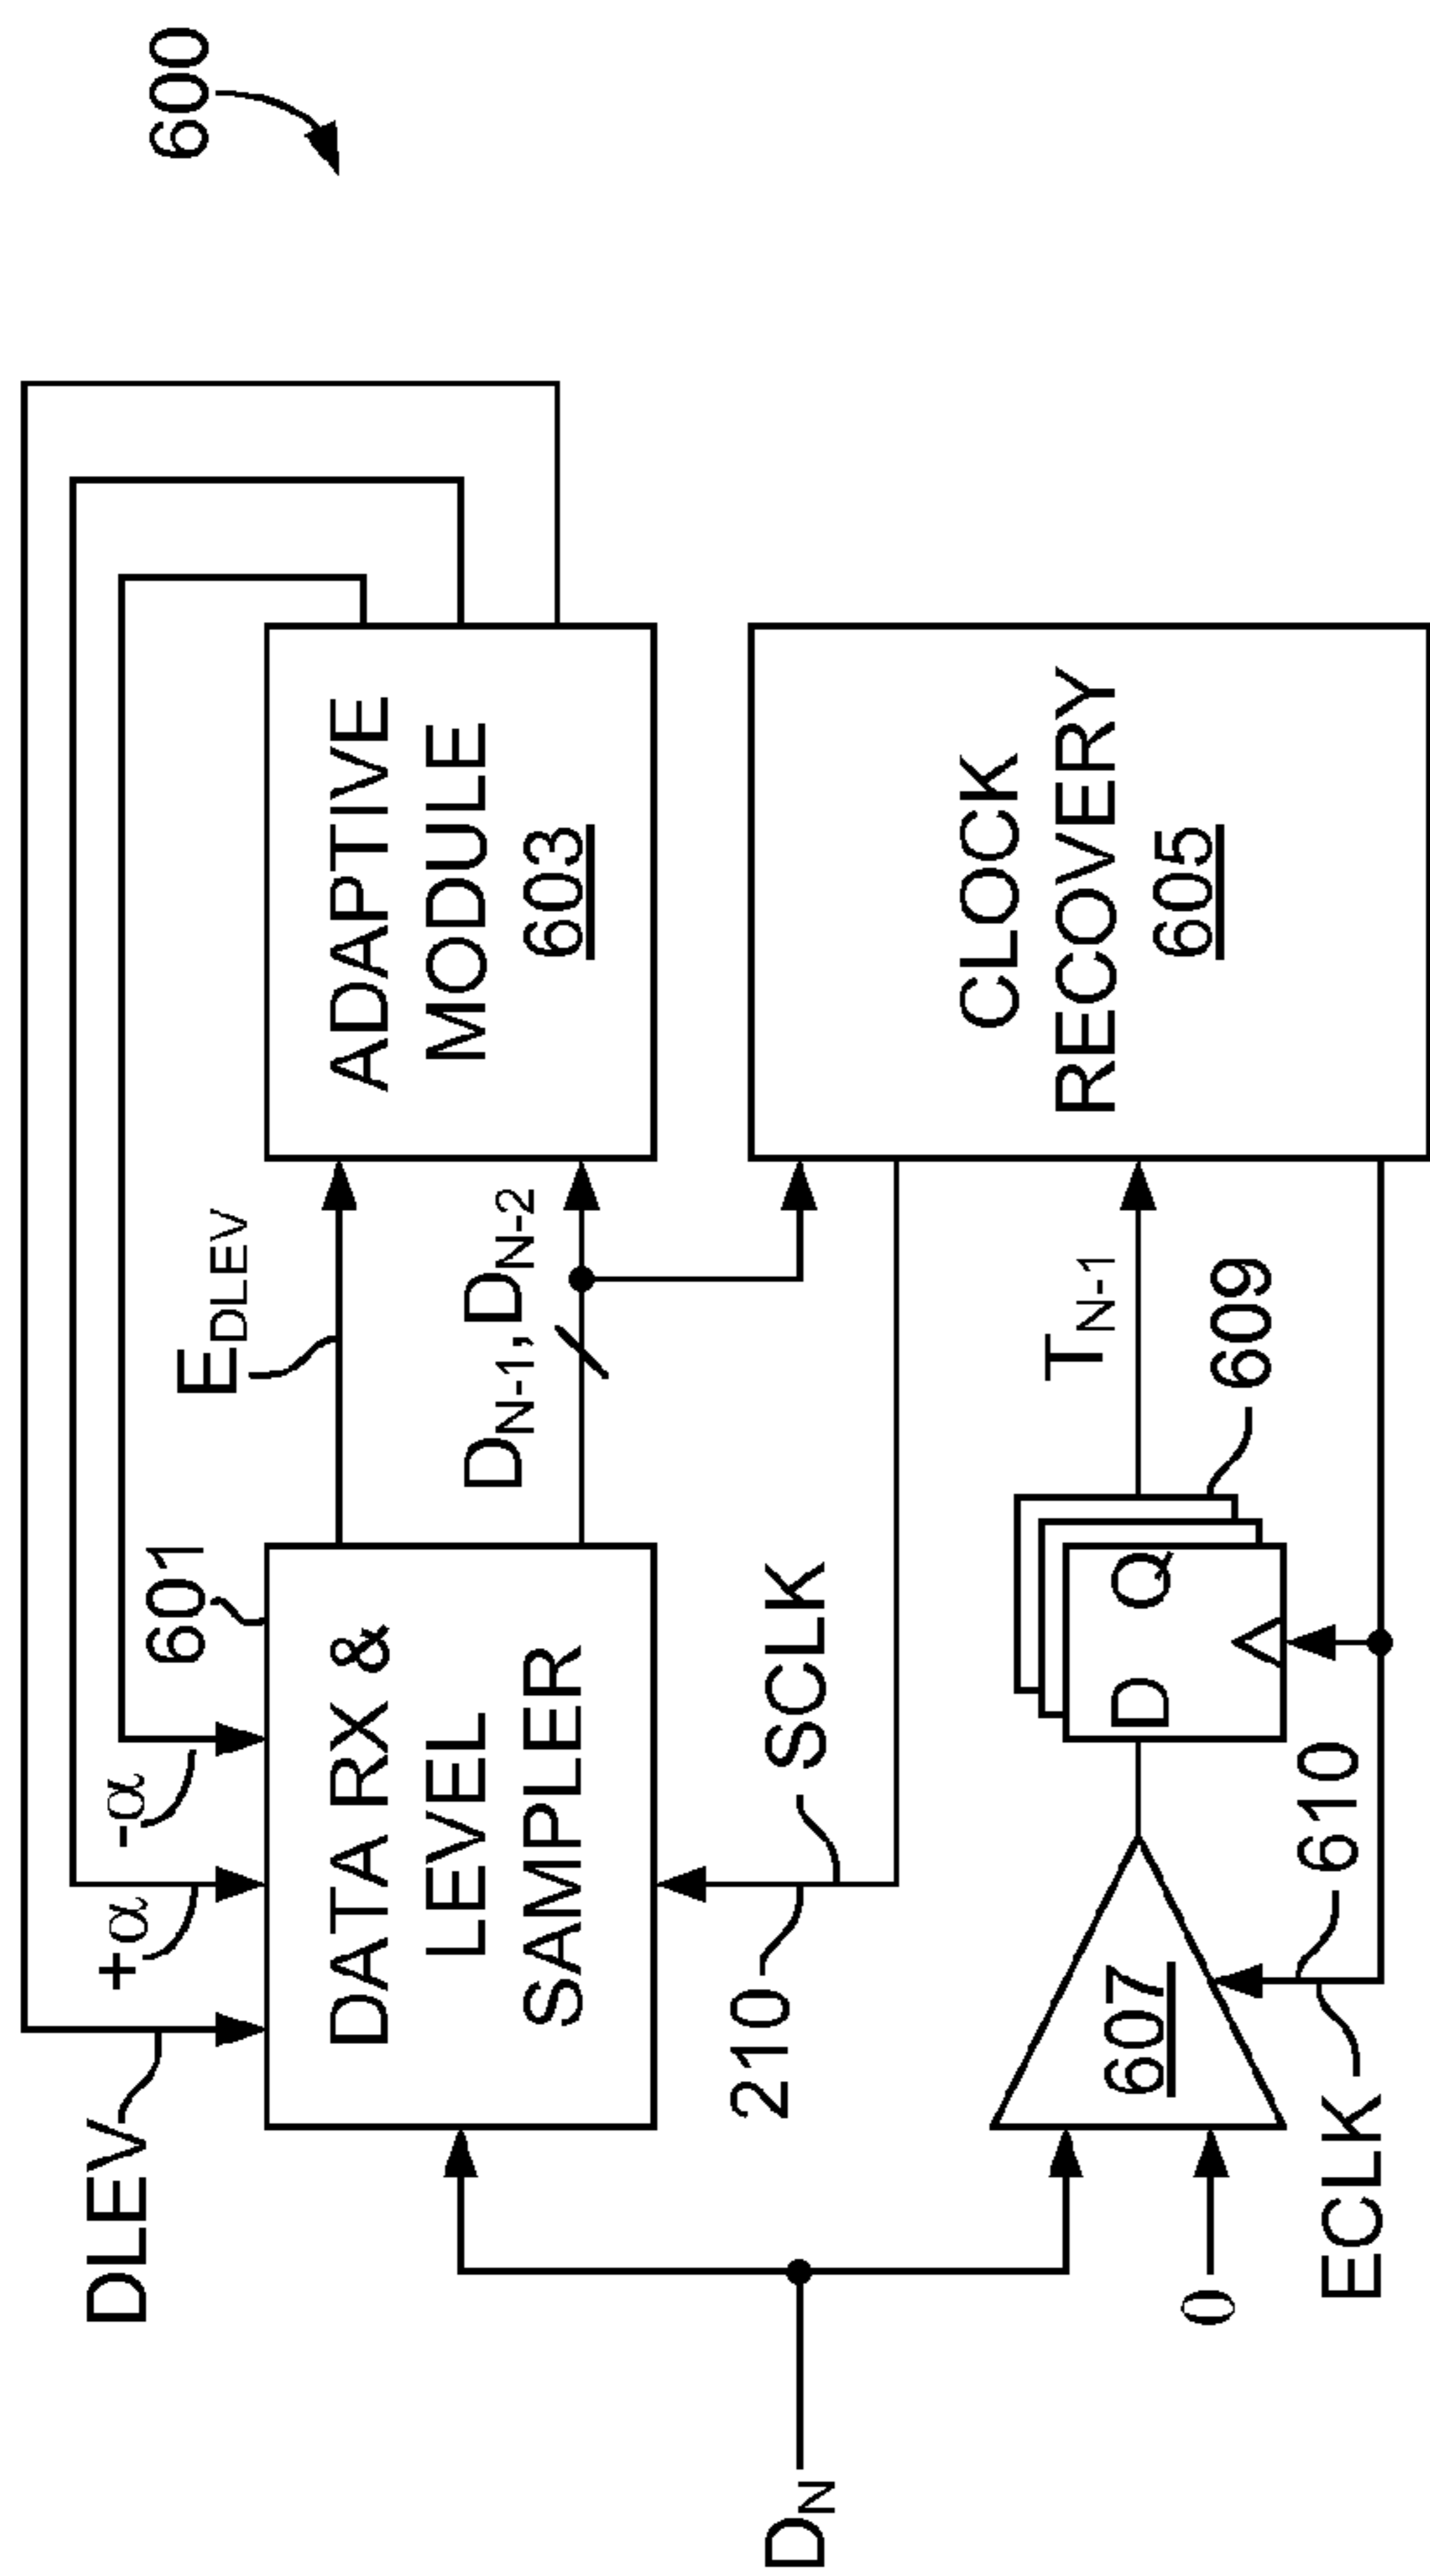 600
DLEV
+α
-α
601
E_DLEV
DATA RX &
LEVEL
SAMPLER
ADAPTIVE
MODULE
603
D_N-1,D_N-2
210
SCLK
D_N
CLOCK
RECOVERY
605
607
D Q
T_N-1
609
0
ECLK
610